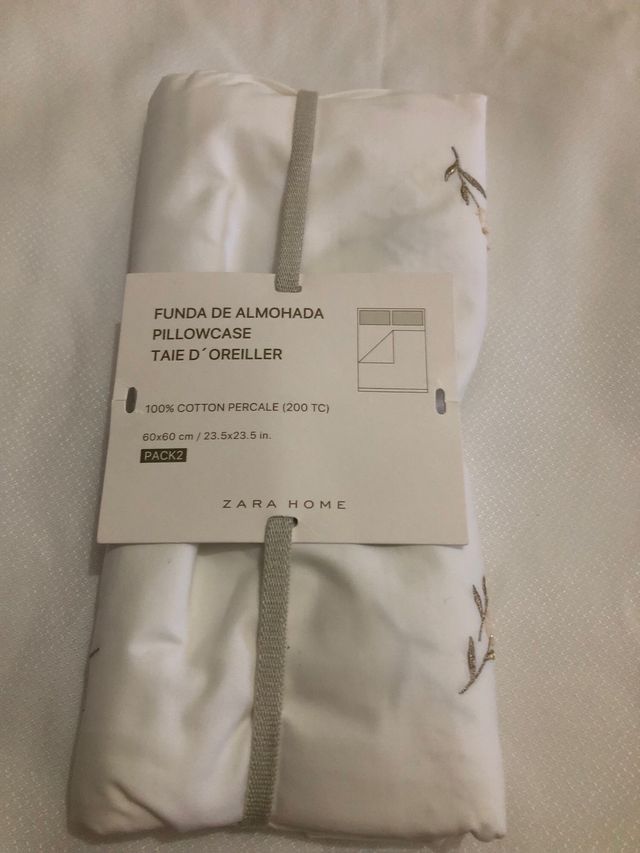 FUNDA DE ALMOHADA
PILLOWCASE
TAIE D´OREILLER
100% COTTON PERCALE (200 TC)
60x60 cm / 23.5x23.5 in.
PACK2
ZARA HOME